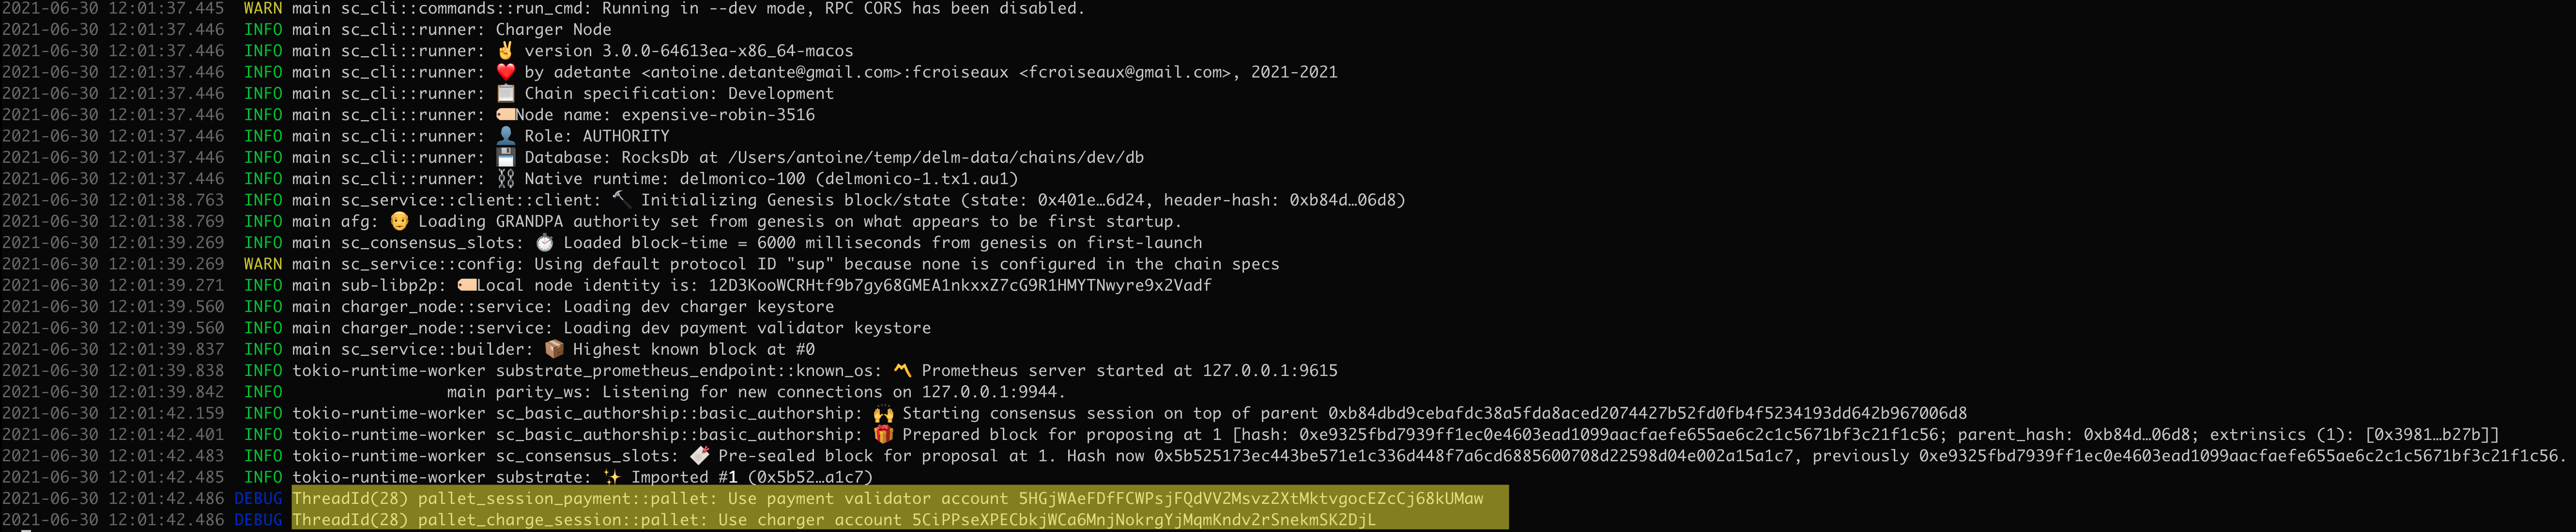 2021-06-30 12:01:37.445 WARN main sc_cli::commands::run_cmd: Running in --dev mode, RPC CORS has been disabled.
2021-06-30 12:01:37.446 INFO main sc_cli::runner: Charger Node
2021-06-30 12:01:37.446 INFO main sc_cli::runner: ✌️ version 3.0.0-64613ea-x86_64-macos
2021-06-30 12:01:37.446 INFO main sc_cli::runner: ❤️ by adetante <antoine.detante@gmail.com>:fcroiseaux <fcroiseaux@gmail.com>, 2021-2021
2021-06-30 12:01:37.446 INFO main sc_cli::runner: 📋 Chain specification: Development
2021-06-30 12:01:37.446 INFO main sc_cli::runner: 🏷Node name: expensive-robin-3516
2021-06-30 12:01:37.446 INFO main sc_cli::runner: 👤 Role: AUTHORITY
2021-06-30 12:01:37.446 INFO main sc_cli::runner: 💾 Database: RocksDb at /Users/antoine/temp/delm-data/chains/dev/db
2021-06-30 12:01:37.446 INFO main sc_cli::runner: ⛓ Native runtime: delmonico-100 (delmonico-1.tx1.au1)
2021-06-30 12:01:38.763 INFO main sc_service::client::client: 🔨 Initializing Genesis block/state (state: 0x401e…6d24, header-hash: 0xb84d…06d8)
2021-06-30 12:01:38.769 INFO main afg: 👴 Loading GRANDPA authority set from genesis on what appears to be first startup.
2021-06-30 12:01:39.269 INFO main sc_consensus_slots: ⏱ Loaded block-time = 6000 milliseconds from genesis on first-launch
2021-06-30 12:01:39.269 WARN main sc_service::config: Using default protocol ID "sup" because none is configured in the chain specs
2021-06-30 12:01:39.271 INFO main sub-libp2p: 🏷Local node identity is: 12D3KooWCRHtf9b7gy68GMEA1nkxxZ7cG9R1HMYTNwyre9x2Vadf
2021-06-30 12:01:39.560 INFO main charger_node::service: Loading dev charger keystore
2021-06-30 12:01:39.560 INFO main charger_node::service: Loading dev payment validator keystore
2021-06-30 12:01:39.837 INFO main sc_service::builder: 📦 Highest known block at #0
2021-06-30 12:01:39.838 INFO tokio-runtime-worker substrate_prometheus_endpoint::known_os: 〽️ Prometheus server started at 127.0.0.1:9615
2021-06-30 12:01:39.842 INFO main parity_ws: Listening for new connections on 127.0.0.1:9944.
2021-06-30 12:01:42.159 INFO tokio-runtime-worker sc_basic_authorship::basic_authorship: 🙌 Starting consensus session on top of parent 0xb84dbd9cebafdc38a5fda8aced2074427b52fd0fb4f5234193dd642b967006d8
2021-06-30 12:01:42.401 INFO tokio-runtime-worker sc_basic_authorship::basic_authorship: 🎁 Prepared block for proposing at 1 [hash: 0xe9325fbd7939ff1ec0e4603ead1099aacfaefe655ae6c2c1c5671bf3c21f1c56; parent_hash: 0xb84d…06d8; extrinsics (1): [0x3981…b27b]]
2021-06-30 12:01:42.483 INFO tokio-runtime-worker sc_consensus_slots: 🔖 Pre-sealed block for proposal at 1. Hash now 0x5b525173ec443be571e1c336d448f7a6cd6885600708d22598d04e002a15a1c7, previously 0xe9325fbd7939ff1ec0e4603ead1099aacfaefe655ae6c2c1c5671bf3c21f1c56.
2021-06-30 12:01:42.485 INFO tokio-runtime-worker substrate: ✨ Imported #1 (0x5b52…a1c7)
2021-06-30 12:01:42.486 DEBUG ThreadId(28) pallet_session_payment::pallet: Use payment validator account 5HGjWAeFDfFCWPsjFQdVV2Msvz2XtMktvgocEZcCj68kUMaw
2021-06-30 12:01:42.486 DEBUG ThreadId(28) pallet_charge_session::pallet: Use charger account 5CiPPseXPECbkjWCa6MnjNokrgYjMqmKndv2rSnekmSK2DjL